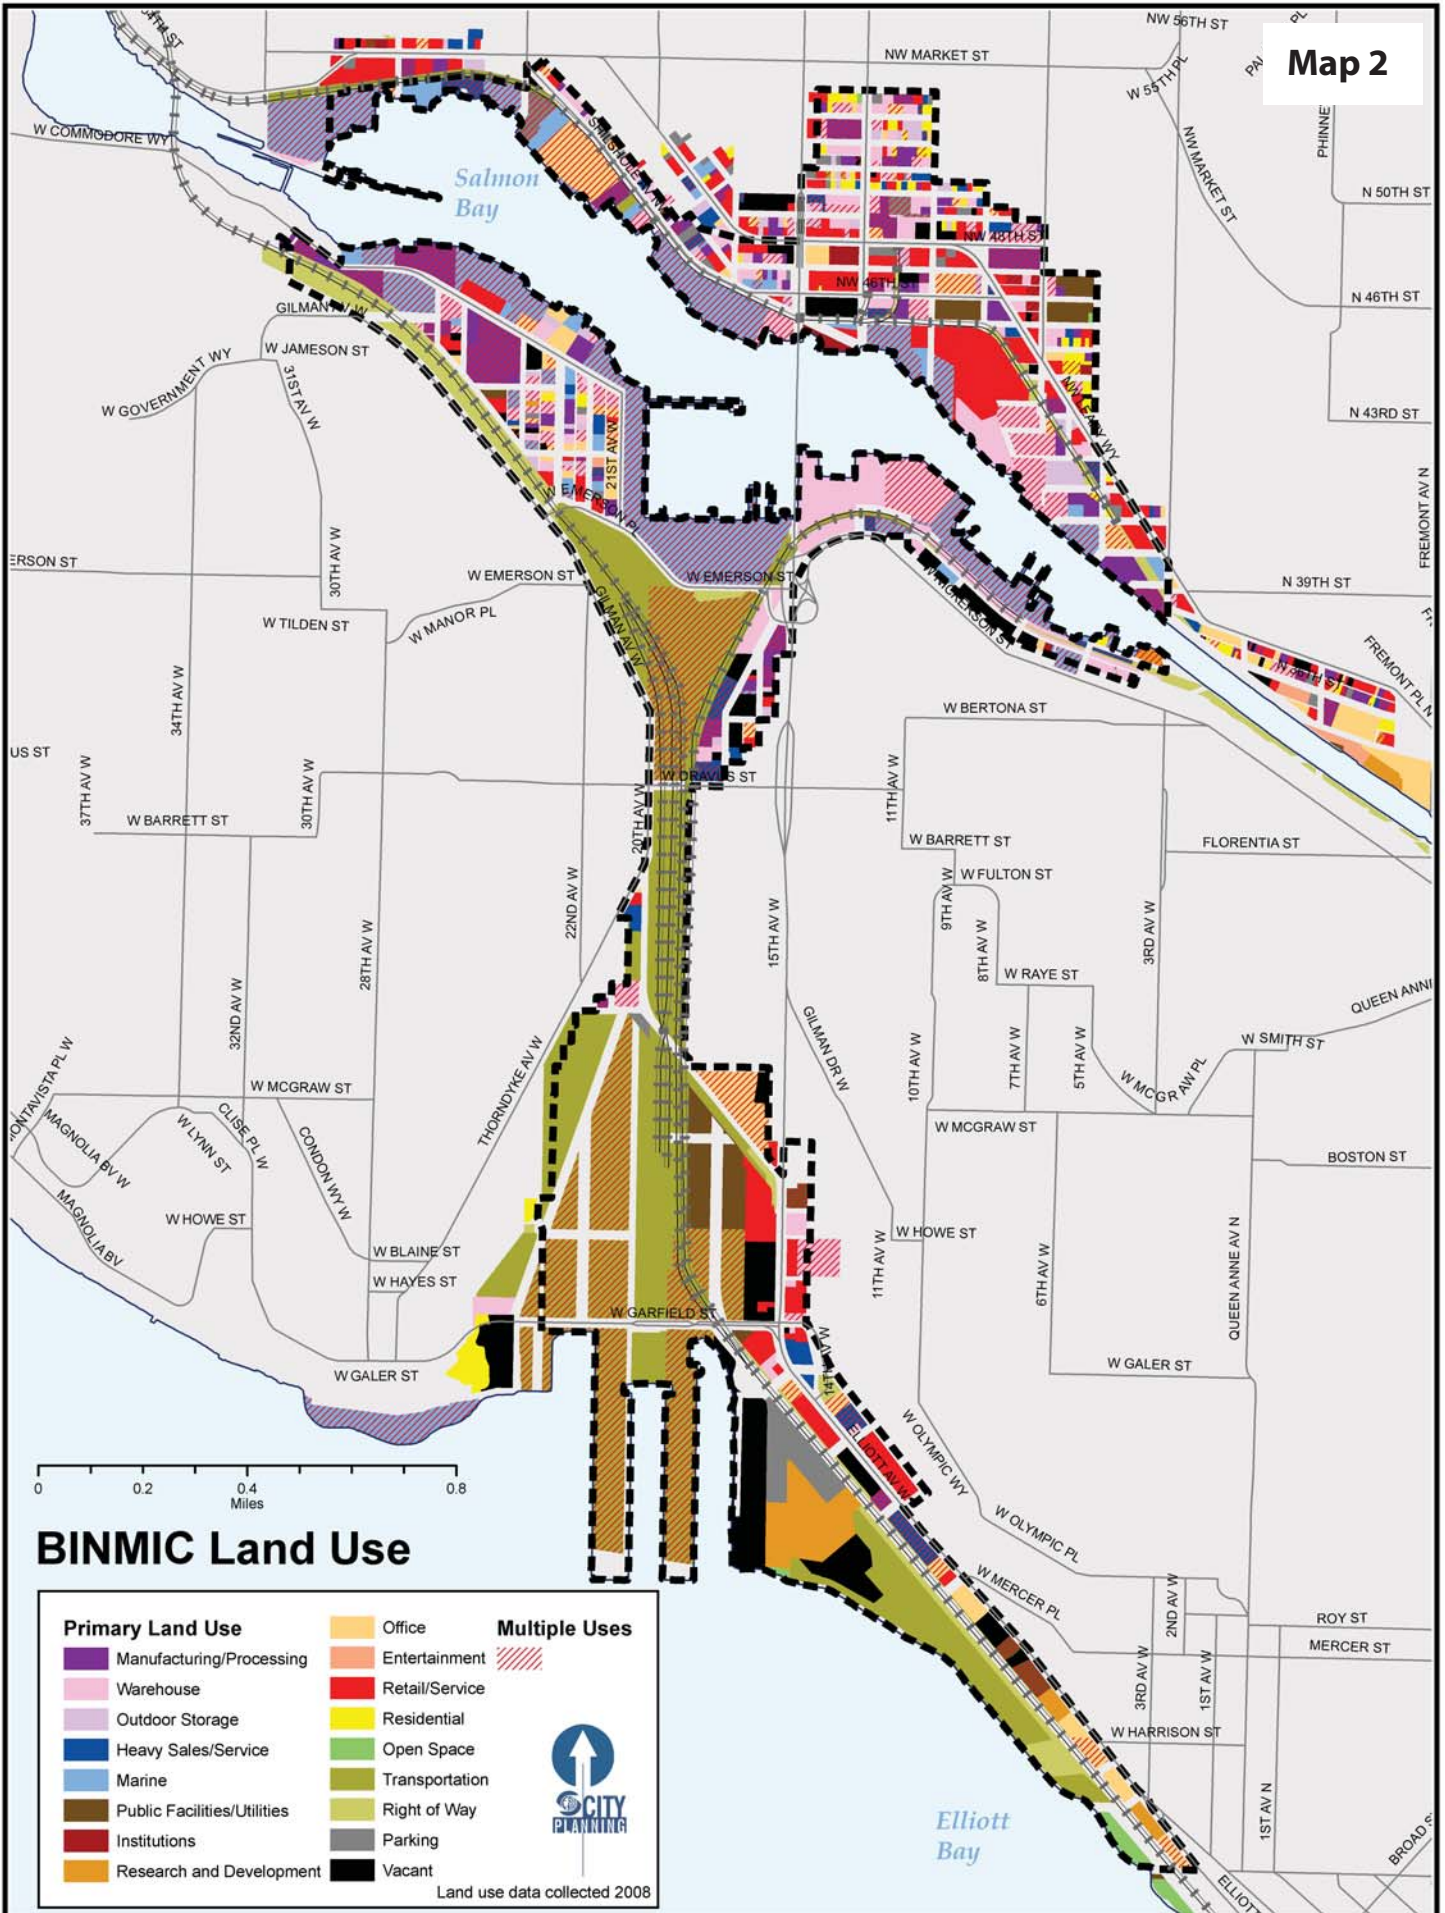 Map 2
NW 56TH ST
NW MARKET ST
W 55TH PL
W COMMODORE WY
Salmon
Bay
NW MARKET ST
N 50TH ST
NW 48TH ST
NW 46TH ST
N 46TH ST
GILMAN AV W
W JAMESON ST
W GOVERNMENT WY
31ST AV W
N 43RD ST
21ST AV W
W EMERSON PL
FREMONT AV N
30TH AV W
W EMERSON ST
W EMERSON ST
N 39TH ST
W TILDEN ST
W MANOR PL
GILMAN AV W
W NICKERSON ST
FREMONT PL N
34TH AV W
W BERTONA ST
37TH AV W
30TH AV W
W DRAVUS ST
11TH AV W
W BARRETT ST
20TH AV W
W BARRETT ST
FLORENTIA ST
W FULTON ST
9TH AV W
22ND AV W
15TH AV W
8TH AV W
3RD AV W
28TH AV W
W RAYE ST
32ND AV W
GILMAN DR W
10TH AV W
7TH AV W
5TH AV W
W SMITH ST
W MCGRAW PL
W MCGRAW ST
THORNDYKE AV W
W MCGRAW ST
MAGNOLIA BV W
W LYNN ST
CLISE PL W
CONDON WY W
BOSTON ST
MAGNOLIA BV
W HOWE ST
W HOWE ST
W BLAINE ST
W HAYES ST
11TH AV W
6TH AV W
QUEEN ANNE AV N
W GARFIELD ST
14TH AV W
W GALER ST
W GALER ST
W OLYMPIC WY
ELLIOTT AV W
W OLYMPIC PL
W MERCER PL
2ND AV W
ROY ST
MERCER ST
3RD AV W
1ST AV W
W HARRISON ST
1ST AV N
Elliott
Bay
0 0.2 0.4 0.8
Miles
BINMIC Land Use
Primary Land Use
Manufacturing/Processing
Warehouse
Outdoor Storage
Heavy Sales/Service
Marine
Public Facilities/Utilities
Institutions
Research and Development
Office
Entertainment
Retail/Service
Residential
Open Space
Transportation
Right of Way
Parking
Vacant
Multiple Uses
CITY
PLANNING
Land use data collected 2008